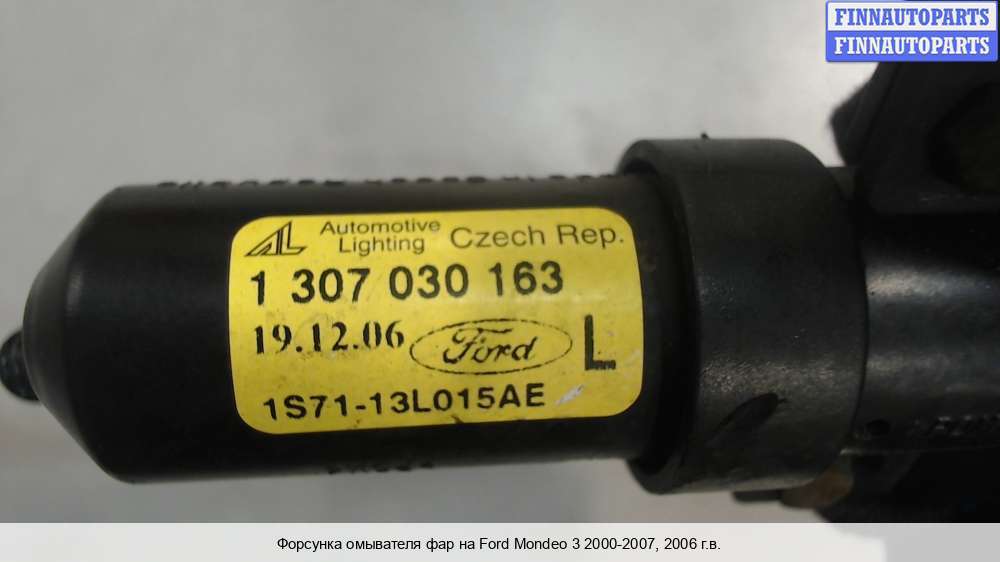 FINNAUTOPARTS
FINNAUTOPARTS
AL Automotive Lighting Czech Rep.
1 307 030 163
19.12.06 Ford L
1S71-13L015AE
Форсунка омывателя фар на Ford Mondeo 3 2000-2007, 2006 г.в.